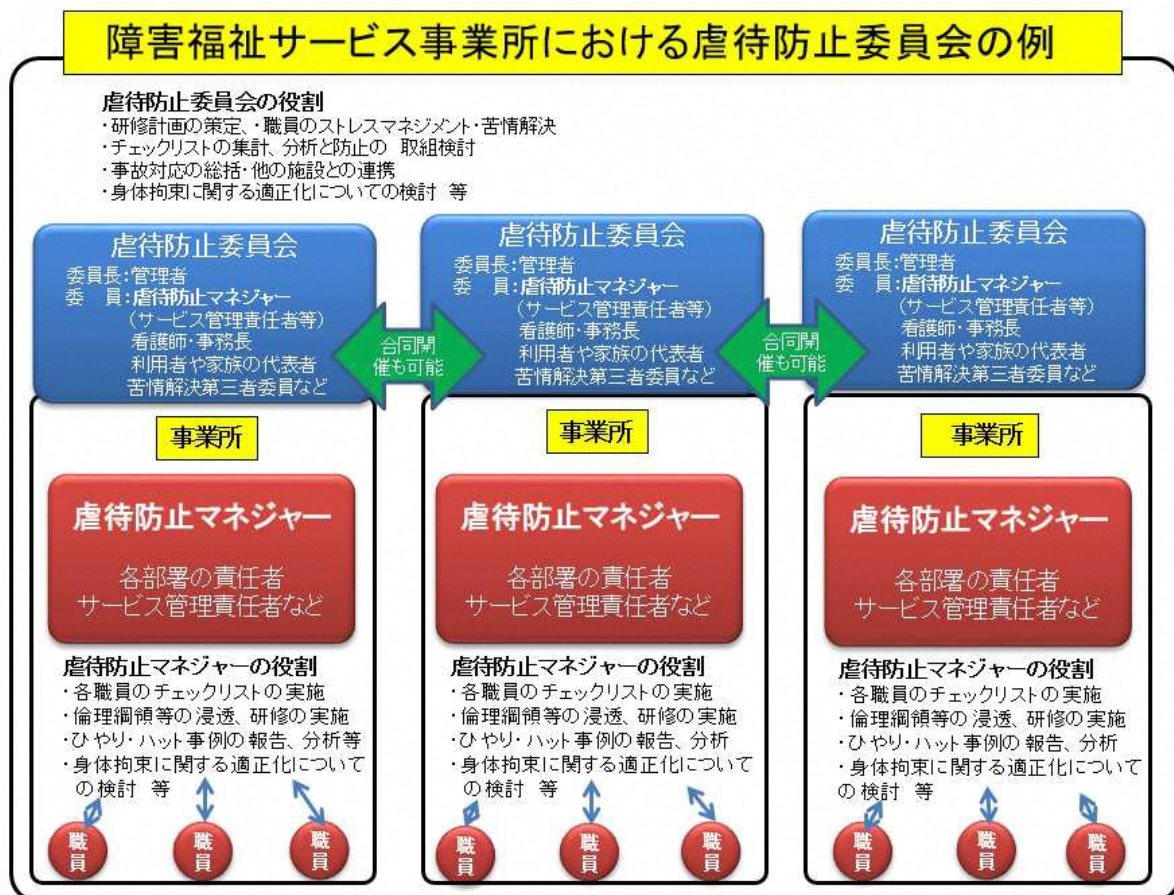 障害福祉サービス事業所における虐待防止委員会の例
虐待防止委員会の役割
・研修計画の策定、・職員のストレスマネジメント・苦情解決
・チェックリストの集計、分析と防止の 取組検討
・事故対応の総括・他の施設との連携
・身体拘束に関する適正化についての検討 等
虐待防止委員会
委員長:管理者
委 員:虐待防止マネジャー
(サービス管理責任者等)
看護師・事務長
利用者や家族の代表者
苦情解決第三者委員など
合同開
催も可能
虐待防止委員会
委員長:管理者
委 員:虐待防止マネジャー
(サービス管理責任者等)
看護師・事務長
利用者や家族の代表者
苦情解決第三者委員など
合同開
催も可能
虐待防止委員会
委員長:管理者
委 員:虐待防止マネジャー
(サービス管理責任者等)
看護師・事務長
利用者や家族の代表者
苦情解決第三者委員など
事業所
虐待防止マネジャー
各部署の責任者
サービス管理責任者など
虐待防止マネジャーの役割
・各職員のチェックリストの実施
・倫理綱領等の浸透、研修の実施
・ひやり・ハット事例の報告、分析等
・身体拘束に関する適正化について
の検討 等
職員
職員
職員
事業所
虐待防止マネジャー
各部署の責任者
サービス管理責任者など
虐待防止マネジャーの役割
・各職員のチェックリストの実施
・倫理綱領等の浸透、研修の実施
・ひやり・ハット事例の報告、分析
・身体拘束に関する適正化について
の検討 等
職員
職員
職員
事業所
虐待防止マネジャー
各部署の責任者
サービス管理責任者など
虐待防止マネジャーの役割
・各職員のチェックリストの実施
・倫理綱領等の浸透、研修の実施
・ひやり・ハット事例の報告、分析
・身体拘束に関する適正化について
の検討 等
職員
職員
職員